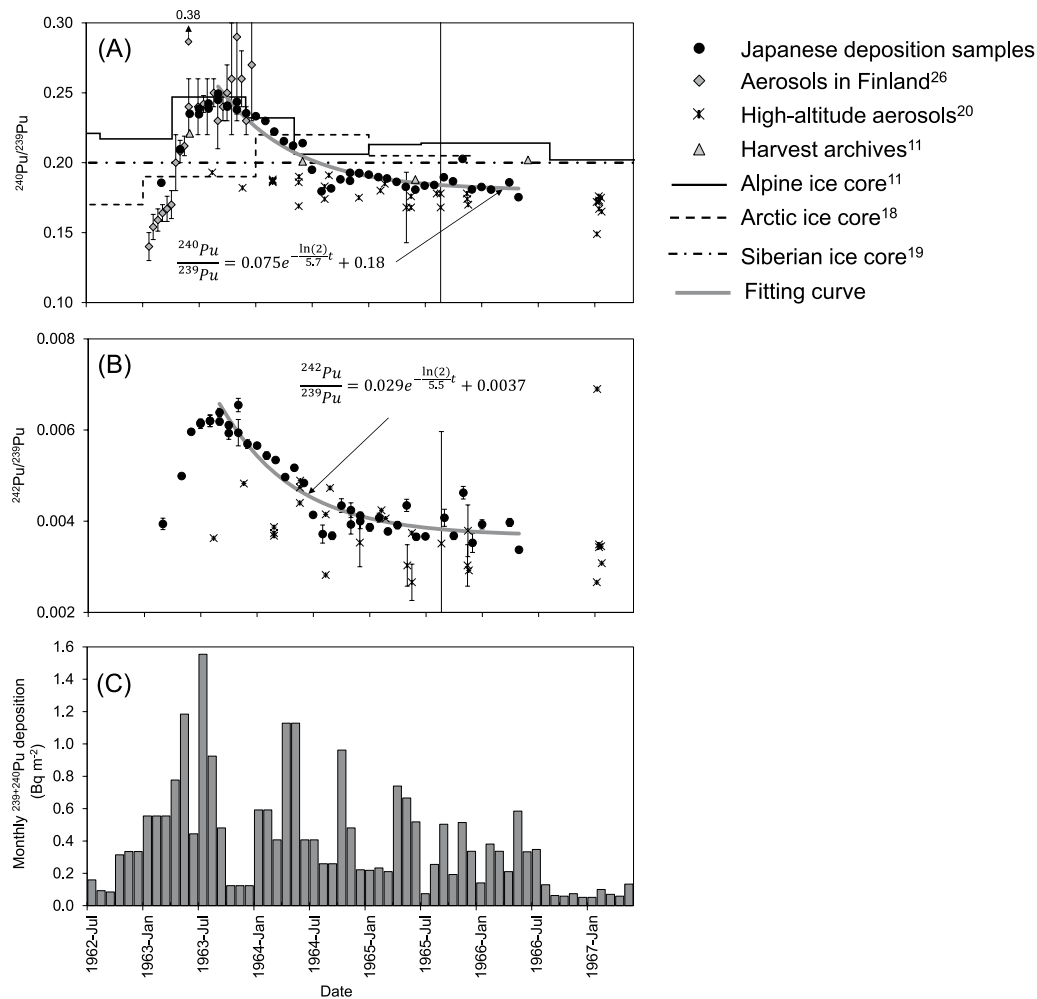 0.38
0.30
(A)
0.25
0.20
0.15
0.10
²⁴⁰Pu/²³⁹Pu
²⁴⁰Pu/²³⁹Pu = 0.075e^(-ln(2)/5.7 t) + 0.18
Japanese deposition samples
Aerosols in Finland²⁶
High-altitude aerosols²⁰
Harvest archives¹¹
Alpine ice core¹¹
Arctic ice core¹⁸
Siberian ice core¹⁹
Fitting curve
0.008
(B)
0.006
0.004
0.002
²⁴²Pu/²³⁹Pu
²⁴²Pu/²³⁹Pu = 0.029e^(-ln(2)/5.5 t) + 0.0037
1.6
(C)
1.4
1.2
1.0
0.8
0.6
0.4
0.2
0.0
Monthly ²³⁹⁺²⁴⁰Pu deposition
(Bq m⁻²)
1962-Jul
1963-Jan
1963-Jul
1964-Jan
1964-Jul
1965-Jan
1965-Jul
1966-Jan
1966-Jul
1967-Jan
Date